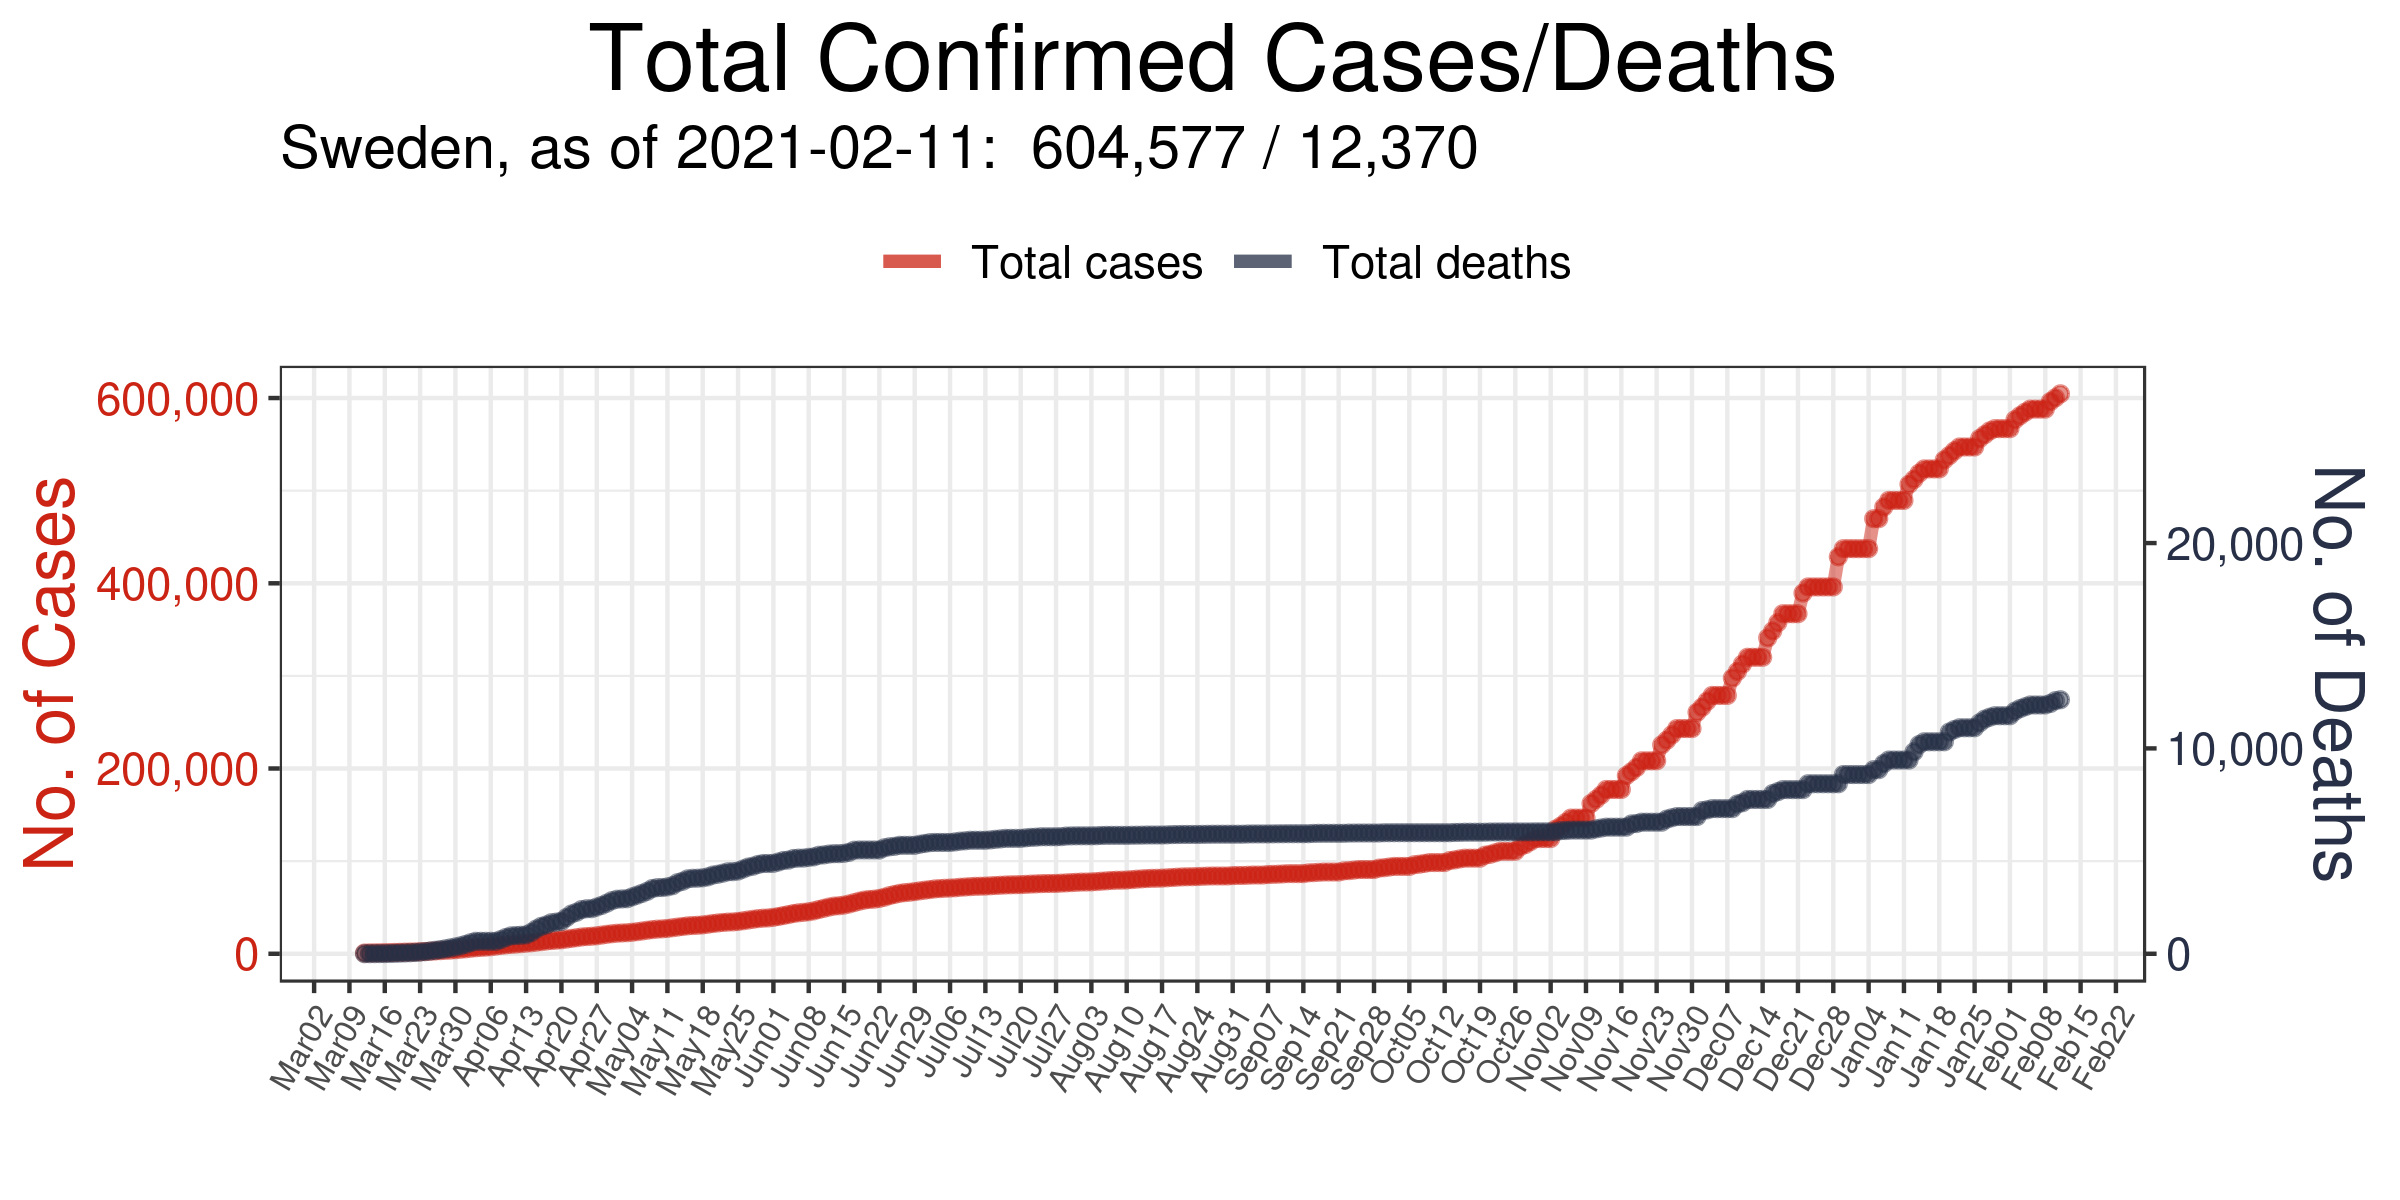 Total Confirmed Cases/Deaths
Sweden, as of 2021-02-11: 604,577 / 12,370
Total cases
Total deaths
No. of Cases
600,000
400,000
200,000
0
20,000
10,000
0
No. of Deaths
Mar02
Mar09
Mar16
Mar23
Mar30
Apr06
Apr13
Apr20
Apr27
May04
May11
May18
May25
Jun01
Jun08
Jun15
Jun22
Jun29
Jul06
Jul13
Jul20
Jul27
Aug03
Aug10
Aug17
Aug24
Aug31
Sep07
Sep14
Sep21
Sep28
Oct05
Oct12
Oct19
Oct26
Nov02
Nov09
Nov16
Nov23
Nov30
Dec07
Dec14
Dec21
Dec28
Dec04
Jan11
Jan18
Jan25
Feb01
Feb08
Feb15
Feb22